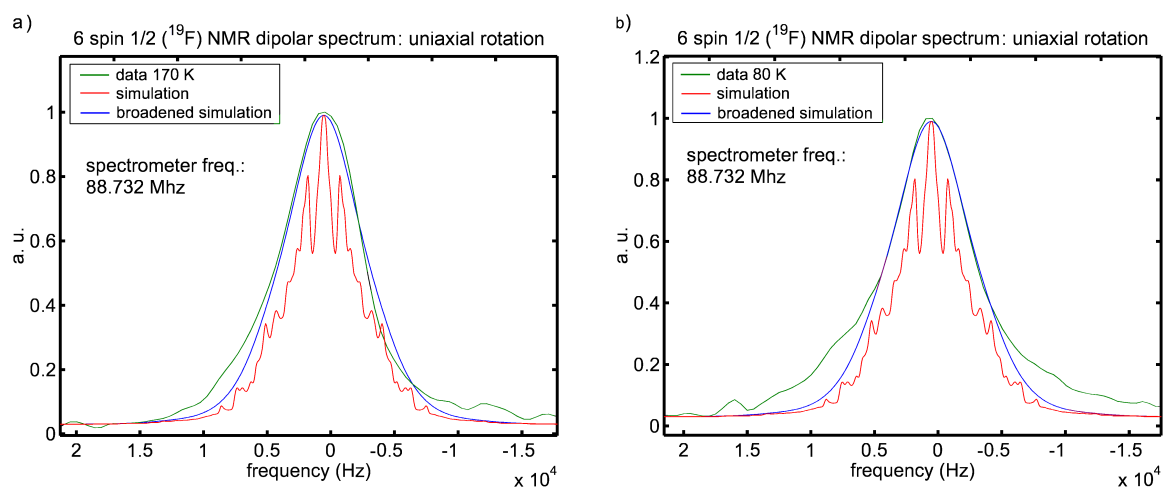 a)
6 spin 1/2 (¹⁹F) NMR dipolar spectrum: uniaxial rotation
data 170 K
simulation
broadened simulation
spectrometer freq.:
88.732 Mhz
a. u.
1
0.8
0.6
0.4
0.2
0
2 1.5 1 0.5 0 -0.5 -1 -1.5
frequency (Hz)
x 10⁴
b)
6 spin 1/2 (¹⁹F) NMR dipolar spectrum: uniaxial rotation
data 80 K
simulation
broadened simulation
spectrometer freq.:
88.732 Mhz
a. u.
1.2
1
0.8
0.6
0.4
0.2
0
2 1.5 1 0.5 0 -0.5 -1 -1.5
frequency (Hz)
x 10⁴